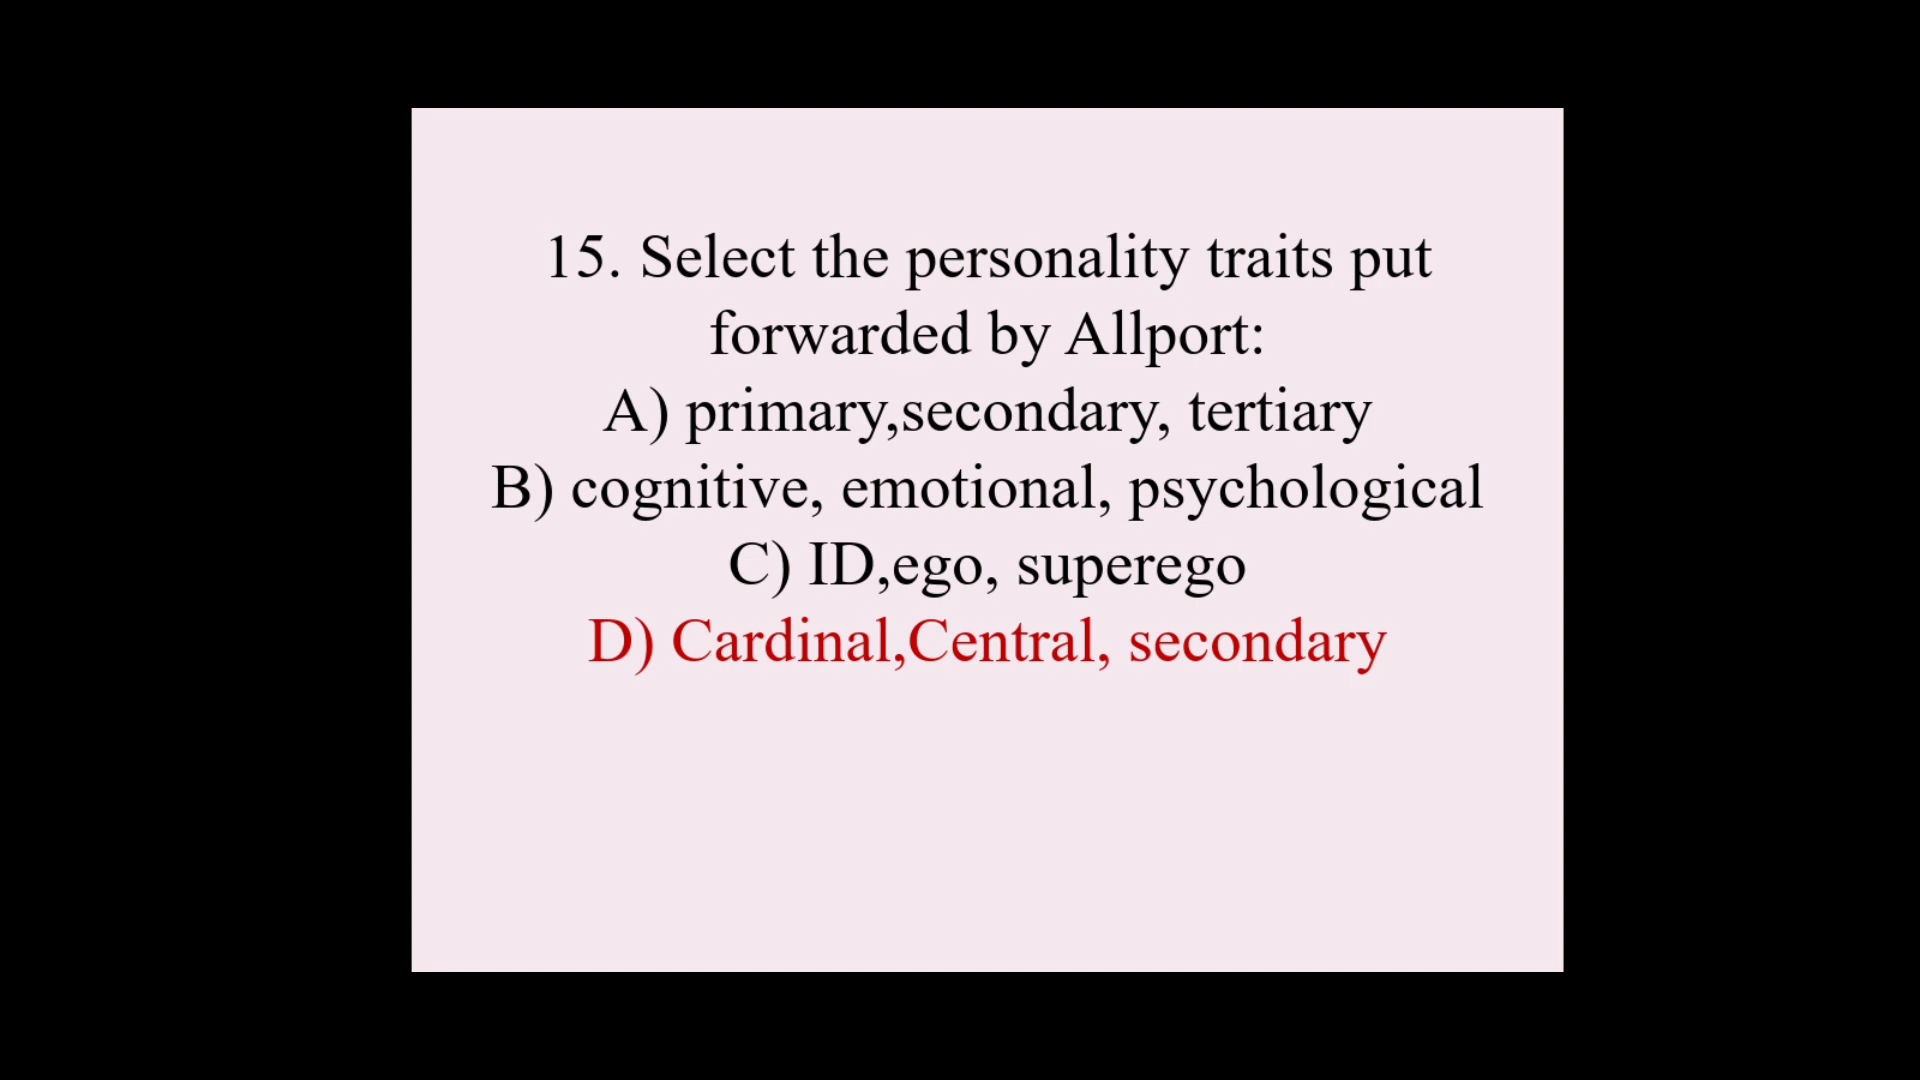 15. Select the personality traits put
forwarded by Allport:
A) primary,secondary, tertiary
B) cognitive, emotional, psychological
C) ID,ego, superego
D) Cardinal,Central, secondary